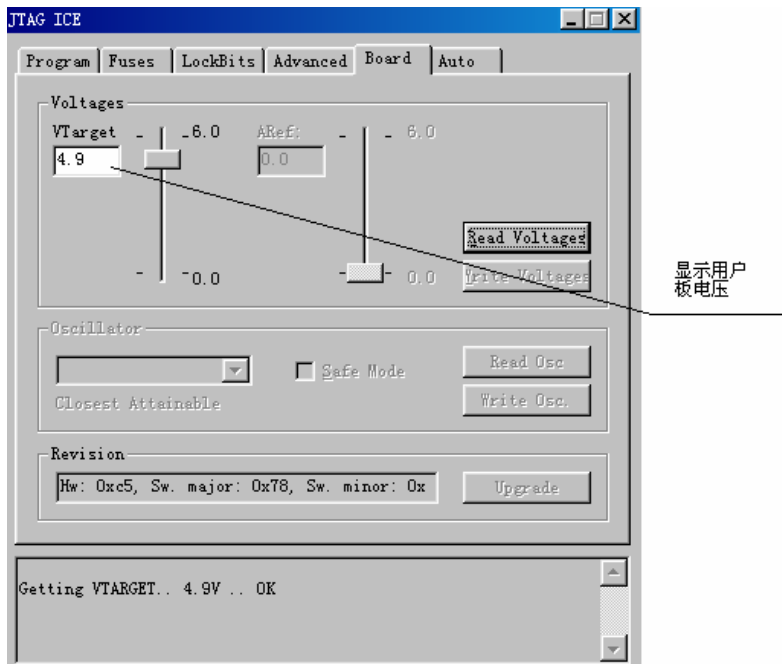 JTAG ICE
Program Fuses LockBits Advanced Board Auto
Voltages
VTarget 6.0 ARef: 6.0
4.9 0.0
Read Voltages
0.0 0.0 Write Voltages
显示用户
板电压
Oscillator
Safe Mode Read Osc
Closest Attainable Write Osc.
Revision
Hw: 0xc5, Sw. major: 0x78, Sw. minor: 0x Upgrade
Getting VTARGET.. 4.9V .. OK